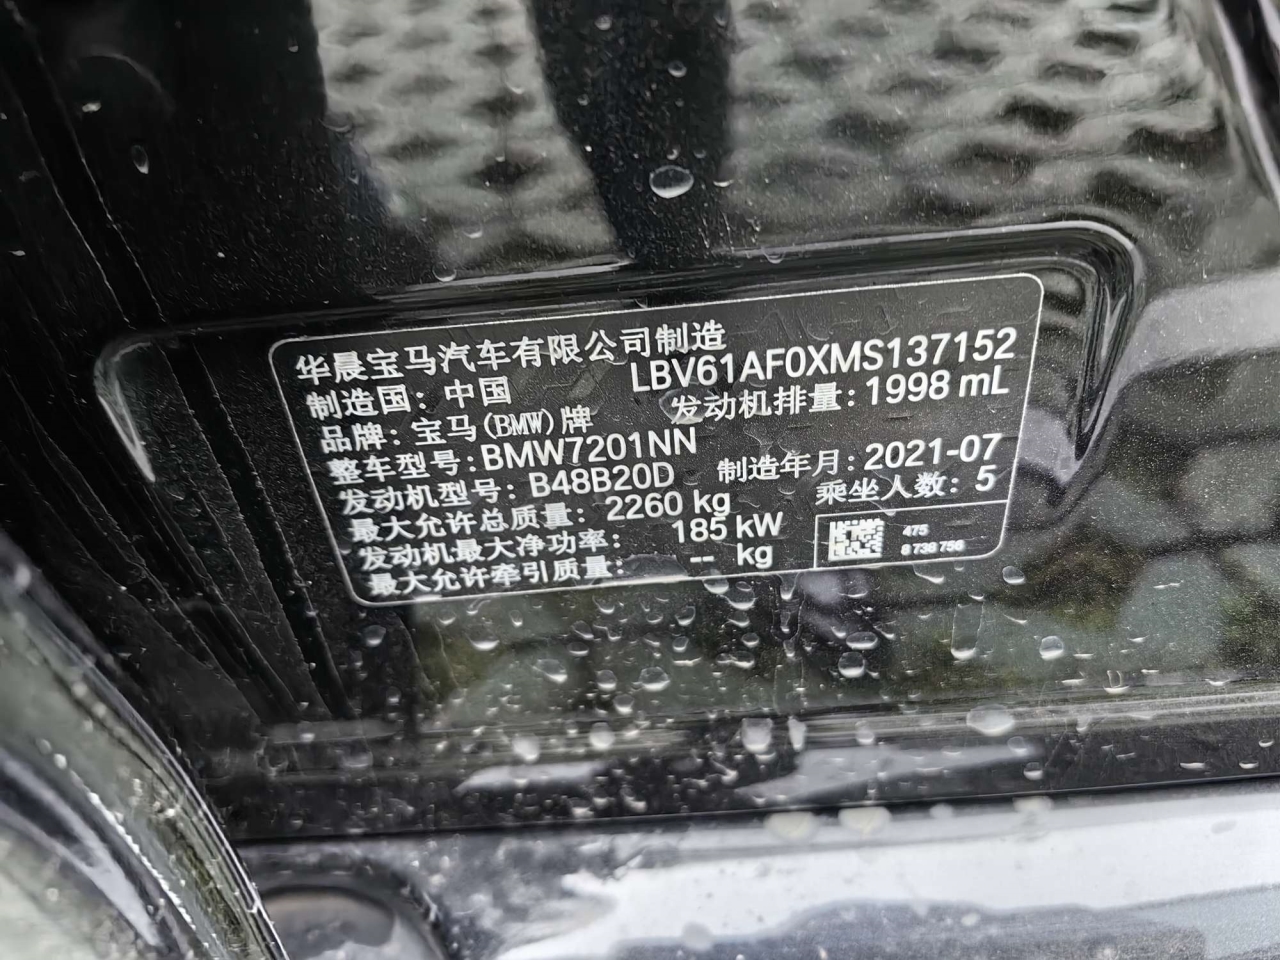 华晨宝马汽车有限公司制造
制造国：中国 LBV61AF0XMS137152
品牌：宝马(BMW)牌 发动机排量：1998 mL
整车型号：BMW7201NN
发动机型号：B48B20D 制造年月：2021-07
最大允许总质量：2260 kg 乘坐人数：5
发动机最大净功率：185 kW
最大允许牵引质量：-- kg
475
8 738 756